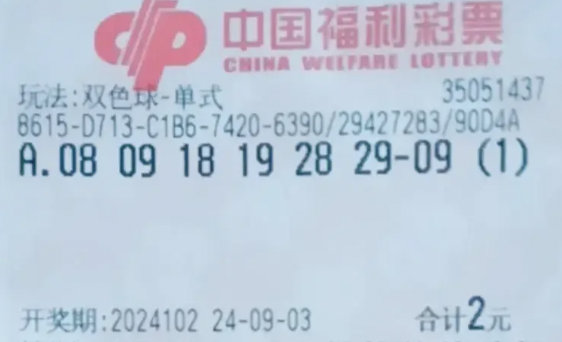 中国福利彩票
CHINA WELFARE LOTTERY
玩法:双色球-单式 35051437
8615-D713-C1B6-7420-6390/29427283/90D4A
A.08 09 18 19 28 29-09 (1)
开奖期:2024102 24-09-03 合计2元